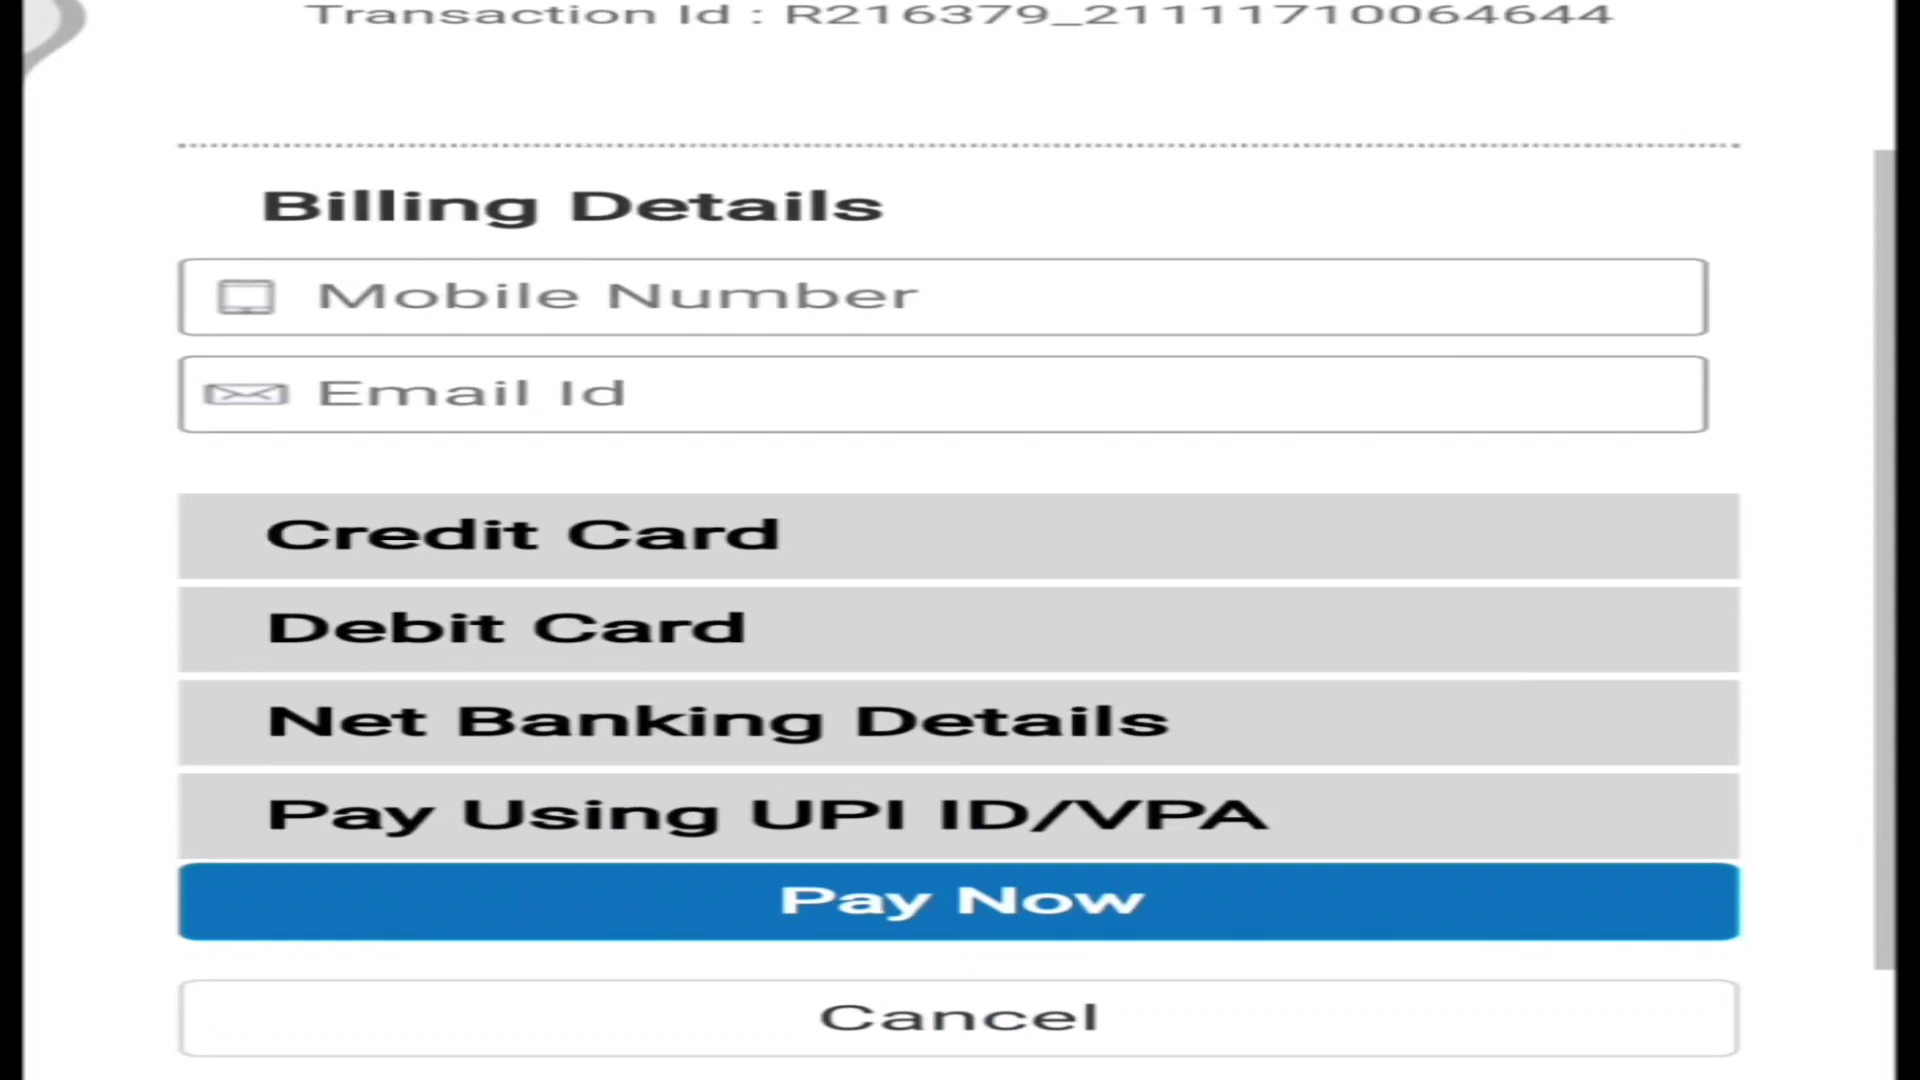 Transaction Id : R216379_21111710064644
Billing Details
Mobile Number
Email Id
Credit Card
Debit Card
Net Banking Details
Pay Using UPI ID/VPA
Pay Now
Cancel